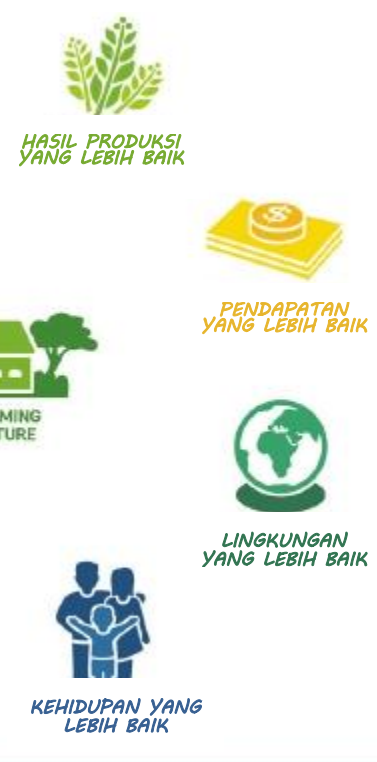 HASIL PRODUKSI
YANG LEBIH BAIK
$
PENDAPATAN
YANG LEBIH BAIK
MING
TURE
LINGKUNGAN
YANG LEBIH BAIK
KEHIDUPAN YANG
LEBIH BAIK